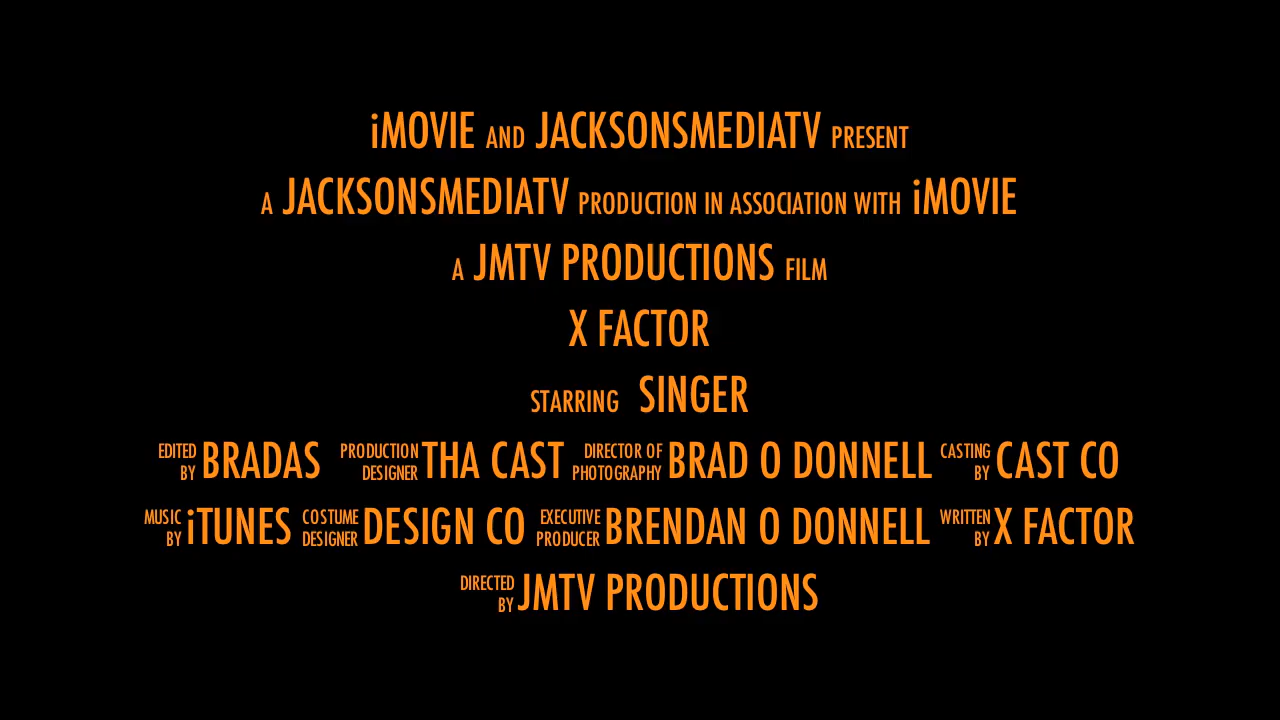 iMOVIE AND JACKSONSMEDIATV PRESENT
A JACKSONSMEDIATV PRODUCTION IN ASSOCIATION WITH iMOVIE
A JMTV PRODUCTIONS FILM
X FACTOR
STARRING SINGER
EDITED BY BRADAS PRODUCTION DESIGNER THA CAST DIRECTOR OF PHOTOGRAPHY BRAD O DONNELL CASTING BY CAST CO
MUSIC BY iTUNES COSTUME DESIGNER DESIGN CO EXECUTIVE PRODUCER BRENDAN O DONNELL WRITTEN BY X FACTOR
DIRECTED BY JMTV PRODUCTIONS